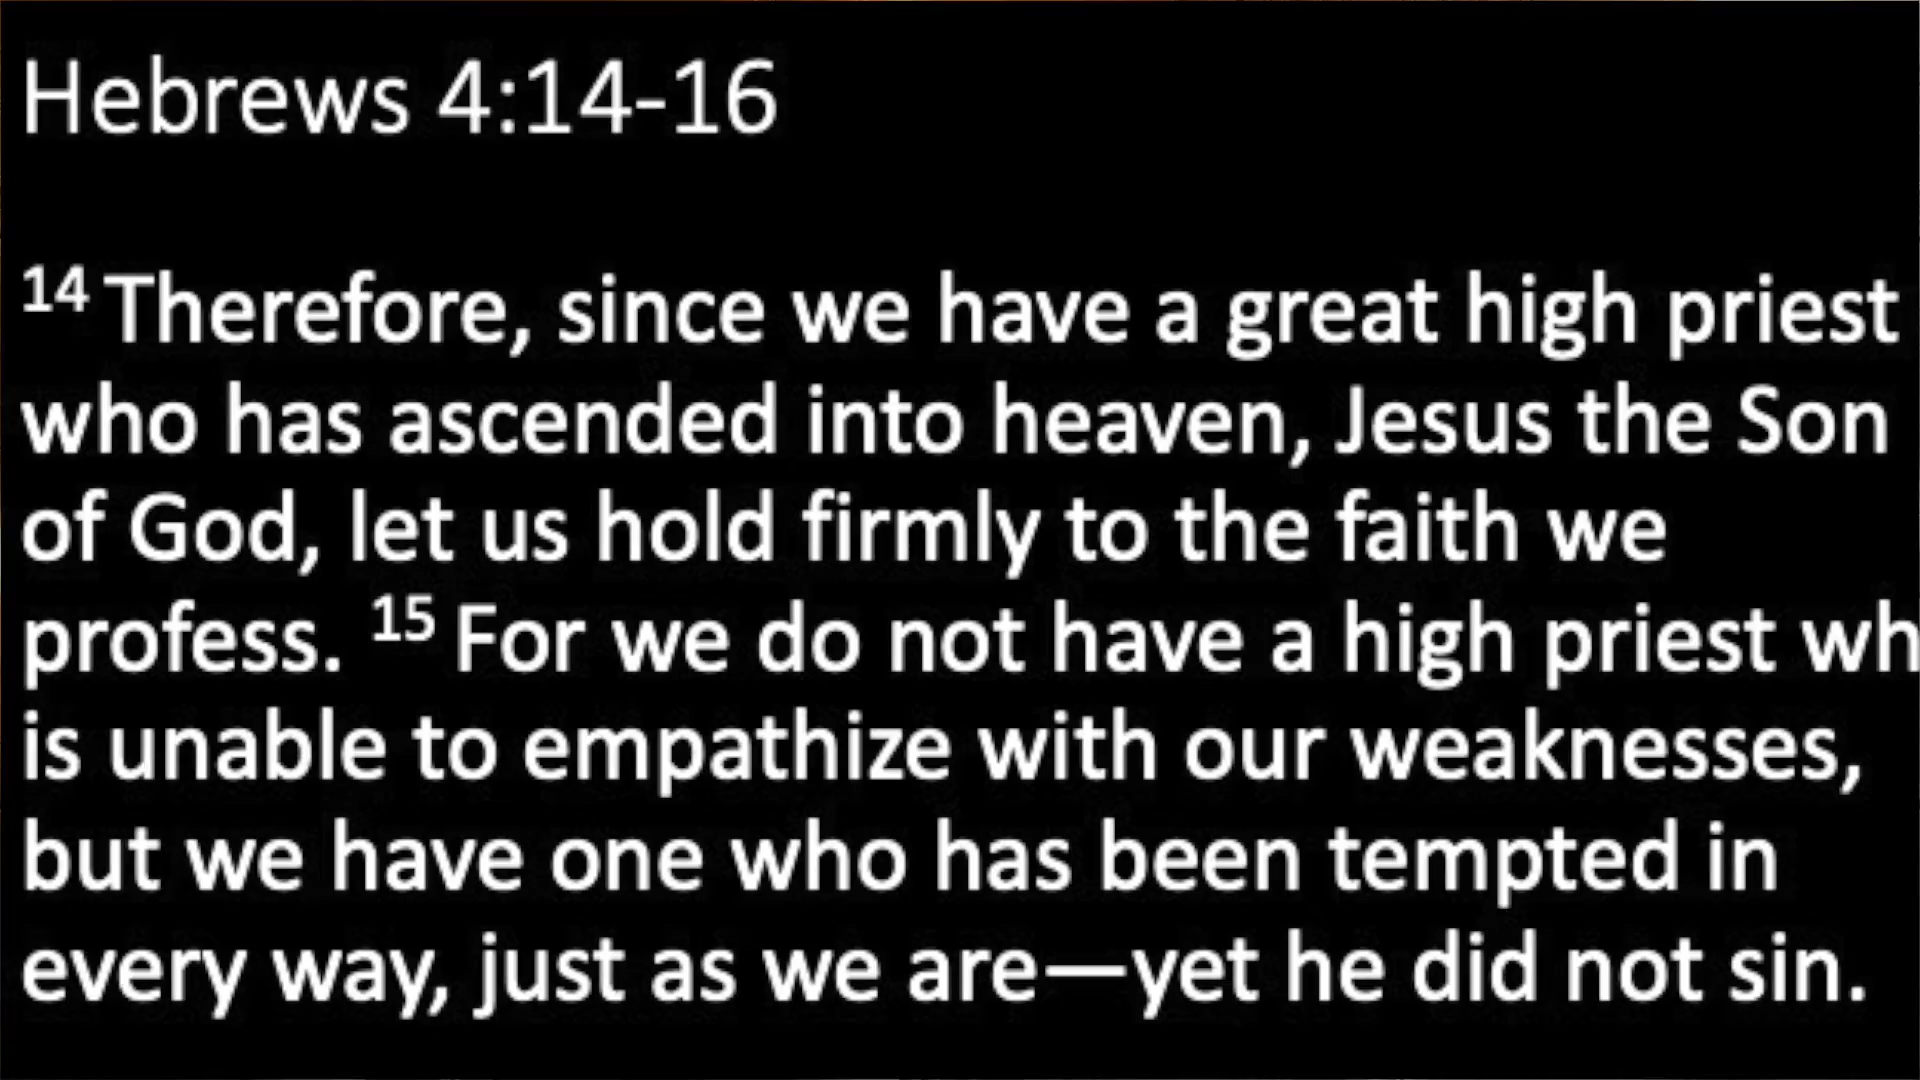 Hebrews 4:14-16
14 Therefore, since we have a great high priest
who has ascended into heaven, Jesus the Son
of God, let us hold firmly to the faith we
profess. 15 For we do not have a high priest wh
is unable to empathize with our weaknesses,
but we have one who has been tempted in
every way, just as we are—yet he did not sin.